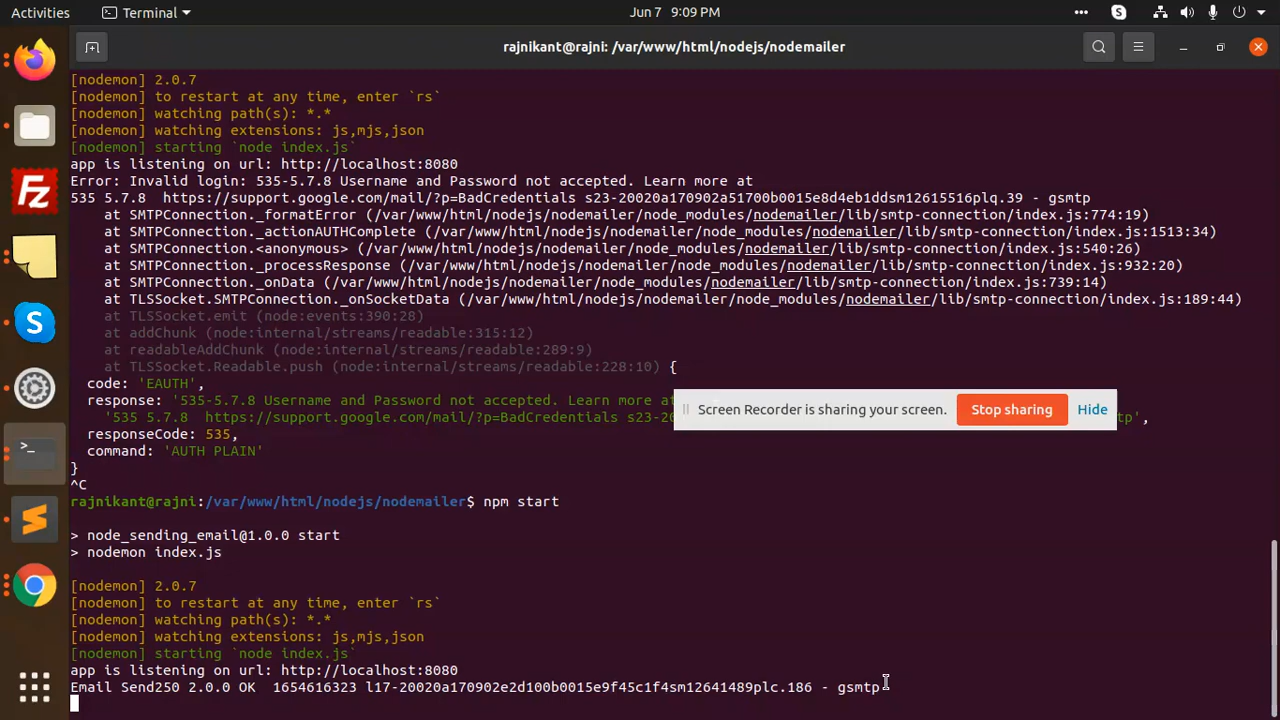 Activities
Terminal
Jun 7 9:09 PM
rajnikant@rajni: /var/www/html/nodejs/nodemailer
[nodemon] 2.0.7
[nodemon] to restart at any time, enter `rs`
[nodemon] watching path(s): *.*
[nodemon] watching extensions: js,mjs,json
[nodemon] starting `node index.js`
app is listening on url: http://localhost:8080
Error: Invalid login: 535-5.7.8 Username and Password not accepted. Learn more at
535 5.7.8  https://support.google.com/mail/?p=BadCredentials s23-20020a170902a51700b0015e8d4eb1ddsm12615516plq.39 - gsmtp
at SMTPConnection._formatError (/var/www/html/nodejs/nodemailer/node_modules/nodemailer/lib/smtp-connection/index.js:774:19)
at SMTPConnection._actionAUTHComplete (/var/www/html/nodejs/nodemailer/node_modules/nodemailer/lib/smtp-connection/index.js:1513:34)
at SMTPConnection.<anonymous> (/var/www/html/nodejs/nodemailer/node_modules/nodemailer/lib/smtp-connection/index.js:540:26)
at SMTPConnection._processResponse (/var/www/html/nodejs/nodemailer/node_modules/nodemailer/lib/smtp-connection/index.js:932:20)
at SMTPConnection._onData (/var/www/html/nodejs/nodemailer/node_modules/nodemailer/lib/smtp-connection/index.js:739:14)
at TLSSocket.SMTPConnection._onSocketData (/var/www/html/nodejs/nodemailer/node_modules/nodemailer/lib/smtp-connection/index.js:189:44)
at TLSSocket.emit (node:events:390:28)
at addChunk (node:internal/streams/readable:315:12)
at readableAddChunk (node:internal/streams/readable:289:9)
at TLSSocket.Readable.push (node:internal/streams/readable:228:10) {
code: 'EAUTH',
response: '535-5.7.8 Username and Password not accepted. Learn more at
Screen Recorder is sharing your screen. Stop sharing Hide
'535 5.7.8  https://support.google.com/mail/?p=BadCredentials s23-20 tp',
responseCode: 535,
command: 'AUTH PLAIN'
}
^C
rajnikant@rajni:/var/www/html/nodejs/nodemailer$ npm start
> node_sending_email@1.0.0 start
> nodemon index.js
[nodemon] 2.0.7
[nodemon] to restart at any time, enter `rs`
[nodemon] watching path(s): *.*
[nodemon] watching extensions: js,mjs,json
[nodemon] starting `node index.js`
app is listening on url: http://localhost:8080
Email Send250 2.0.0 OK  1654616323 l17-20020a170902e2d100b0015e9f45c1f4sm12641489plc.186 - gsmtp